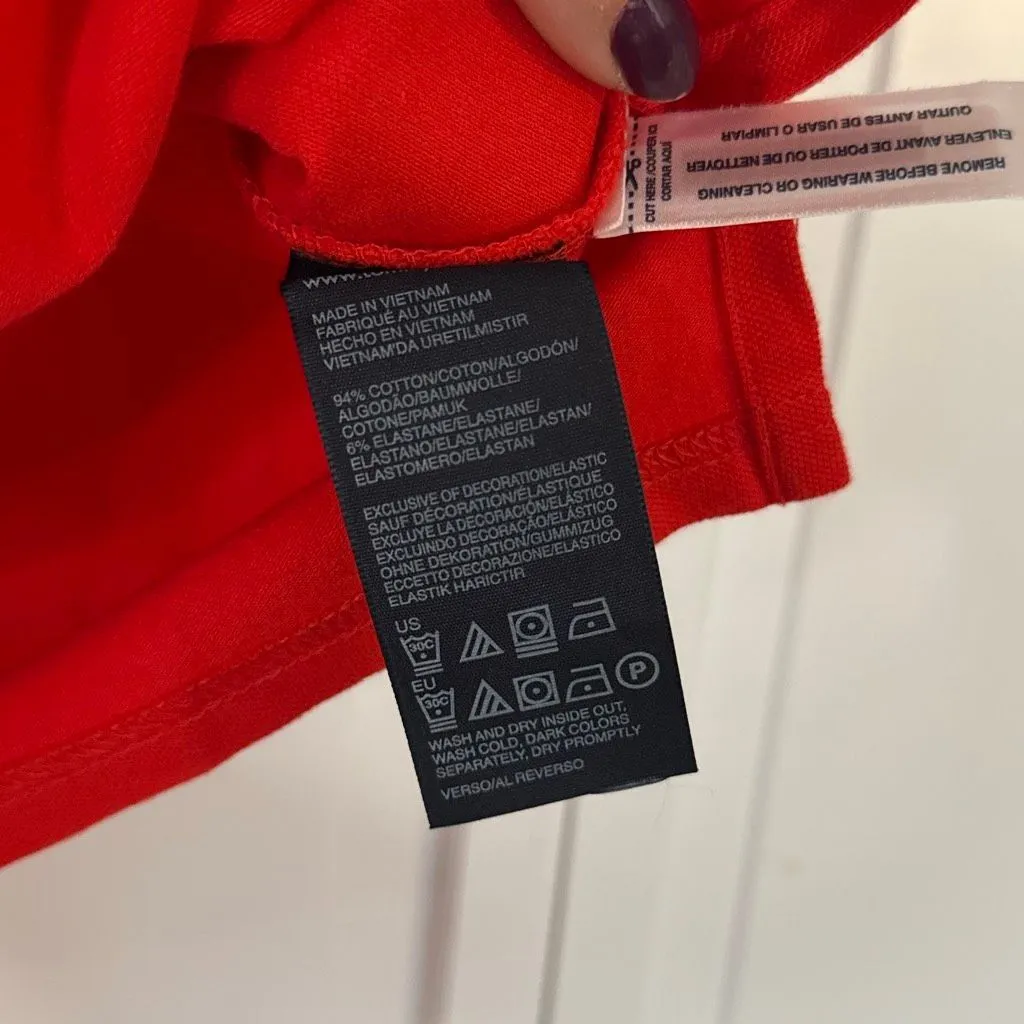 MADE IN VIETNAM
FABRIQUÉ AU VIETNAM
HECHO EN VIETNAM
VIETNAM'DA URETILMISTIR
94% COTTON/COTON/ALGODÓN/
ALGODÃO/BAUMWOLLE/
COTONE/PAMUK
6% ELASTANE/ELASTANE/
ELASTANO/ELASTANE/ELASTAN/
ELASTOMERO/ELASTAN
EXCLUSIVE OF DECORATION/ELASTIC
SAUF DÉCORATION/ÉLASTIQUE
EXCLUYE LA DECORACIÓN/ELÁSTICO
EXCLUINDO DECORAÇÃO/ELÁSTICO
OHNE DEKORATION/GUMMIZUG
ECCETTO DECORAZIONE/ELASTICO
ELASTIK HARICTIR
US
30C
EU
30C
P
WASH AND DRY INSIDE OUT,
WASH COLD, DARK COLORS
SEPARATELY, DRY PROMPTLY
VERSO/AL REVERSO
CUT HERE/COUPER ICI
CORTAR AQUÍ
REMOVE BEFORE WEARING OR CLEANING
ENLEVER AVANT DE PORTER OU DE NETTOYER
QUITAR ANTES DE USAR O LIMPIAR